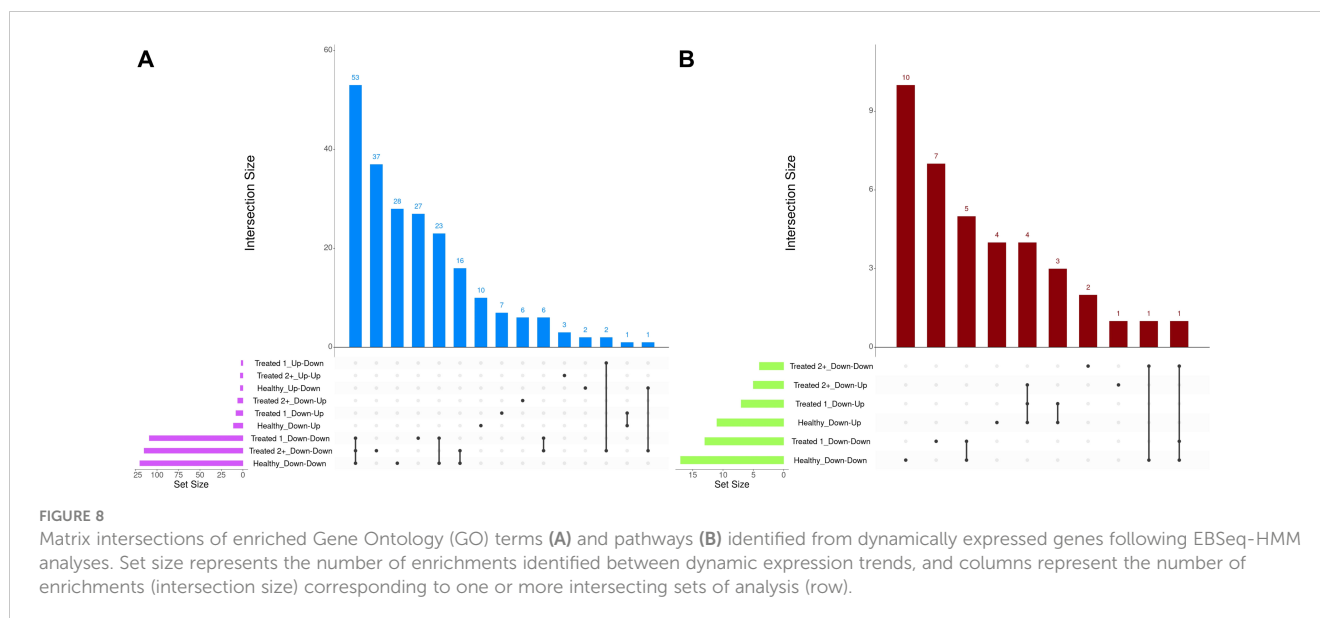 A
Intersection Size
60
40
20
0
53
37
28
27
23
16
10
7
6
6
3
2
2
1
1
Treated 1_Up-Down
Treated 2+_Up-Up
Healthy_Up-Down
Treated 2+_Down-Up
Treated 1_Down-Up
Healthy_Down-Up
Treated 1_Down-Down
Treated 2+_Down-Down
Healthy_Down-Down
25 100 75 50 25 0
Set Size
B
Intersection Size
9
6
3
0
10
7
5
4
4
3
2
1
1
1
Treated 2+_Down-Down
Treated 2+_Down-Up
Treated 1_Down-Up
Healthy_Down-Up
Treated 1_Down-Down
Healthy_Down-Down
15 10 5 0
Set Size
FIGURE 8
Matrix intersections of enriched Gene Ontology (GO) terms (A) and pathways (B) identified from dynamically expressed genes following EBSeq-HMM
analyses. Set size represents the number of enrichments identified between dynamic expression trends, and columns represent the number of
enrichments (intersection size) corresponding to one or more intersecting sets of analysis (row).